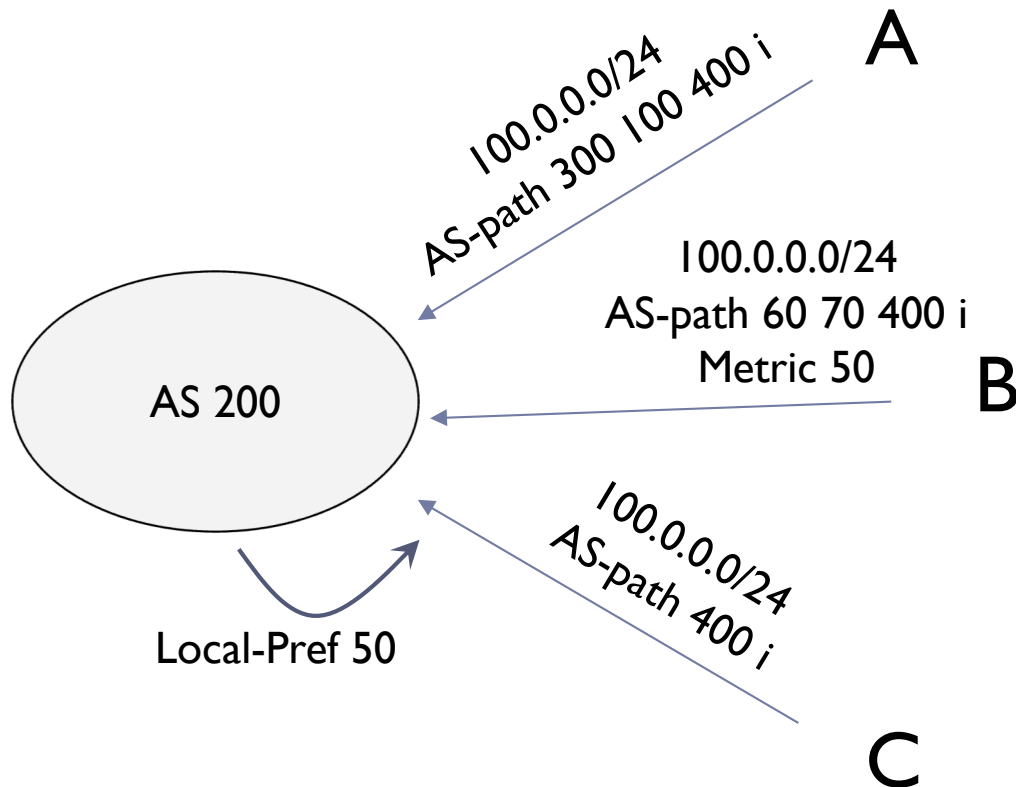 A
100.0.0.0/24
AS-path 300 100 400 i
100.0.0.0/24
AS-path 60 70 400 i
Metric 50
B
AS 200
100.0.0.0/24
AS-path 400 i
Local-Pref 50
C